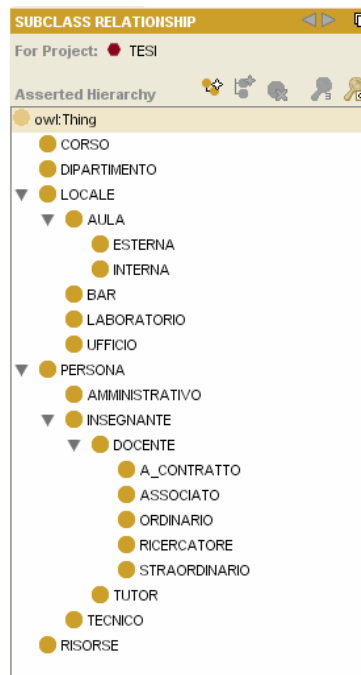 SUBCLASS RELATIONSHIP
For Project: TESI
Asserted Hierarchy
owl:Thing
CORSO
DIPARTIMENTO
LOCALE
AULA
ESTERNA
INTERNA
BAR
LABORATORIO
UFFICIO
PERSONA
AMMINISTRATIVO
INSEGNANTE
DOCENTE
A_CONTRATTO
ASSOCIATO
ORDINARIO
RICERCATORE
STRAORDINARIO
TUTOR
TECNICO
RISORSE